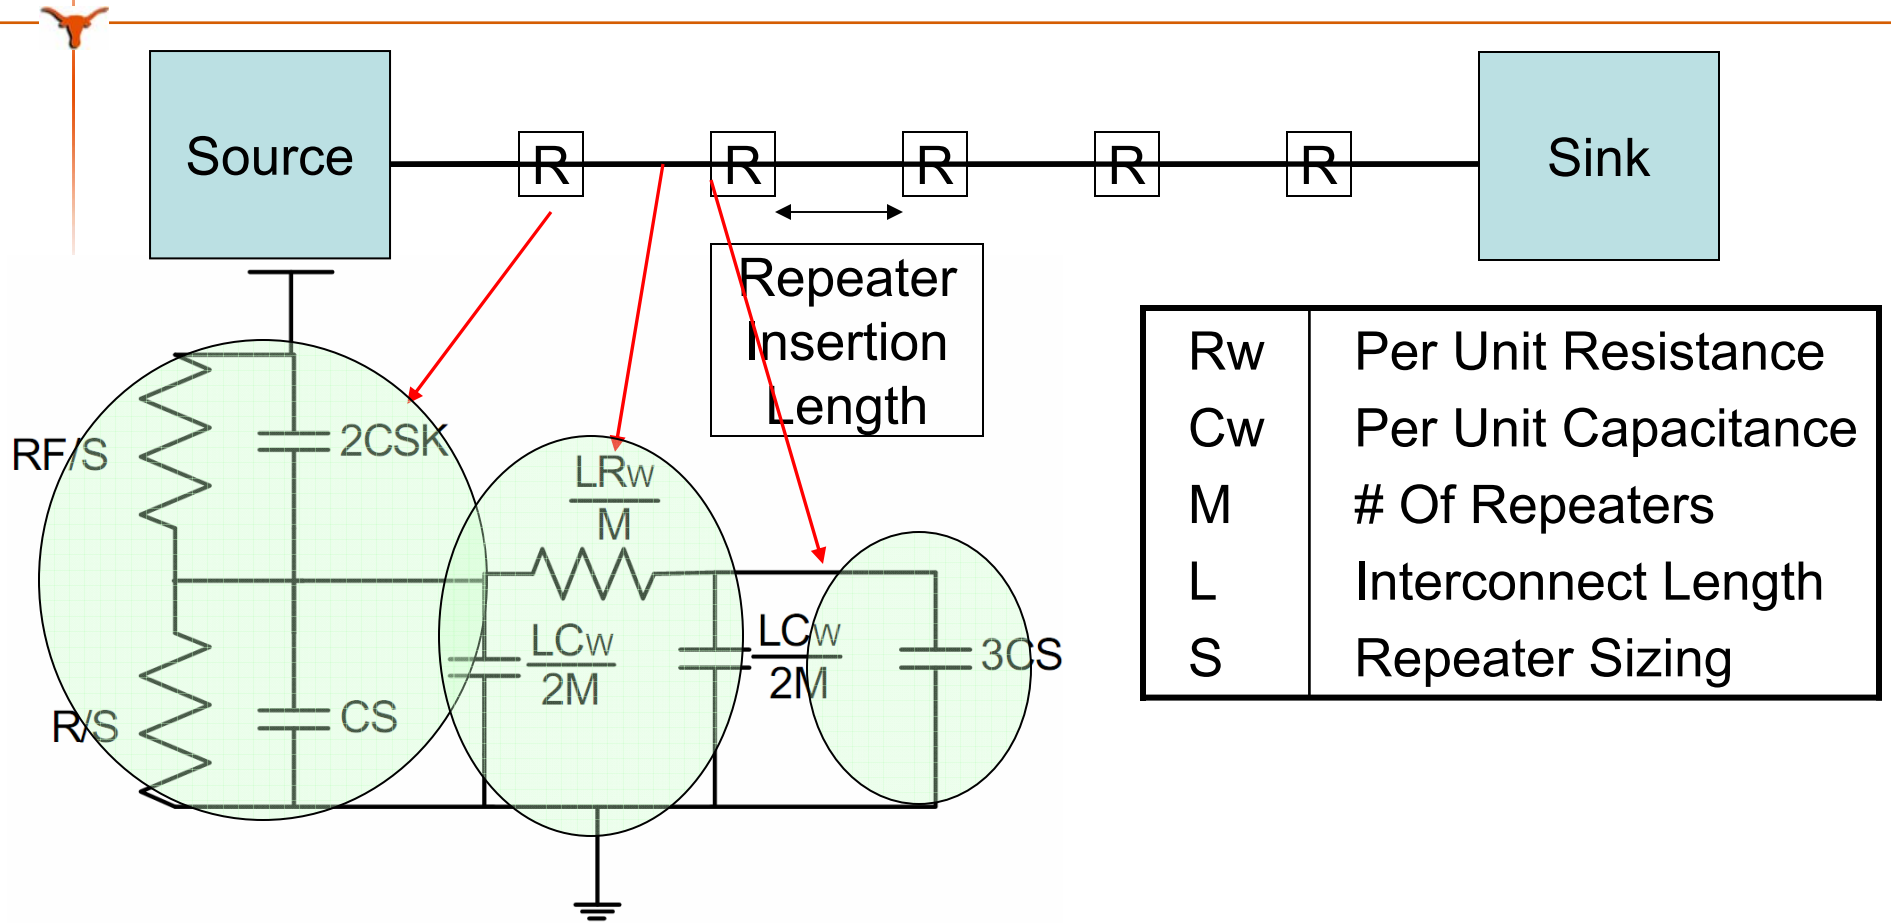 Source
R
R
R
R
R
Sink
Repeater
Insertion
Length
RF/S
2CSK
R/S
CS
LRW
M
LCW
2M
LCW
2M
3CS
Rw Per Unit Resistance
Cw Per Unit Capacitance
M # Of Repeaters
L Interconnect Length
S Repeater Sizing